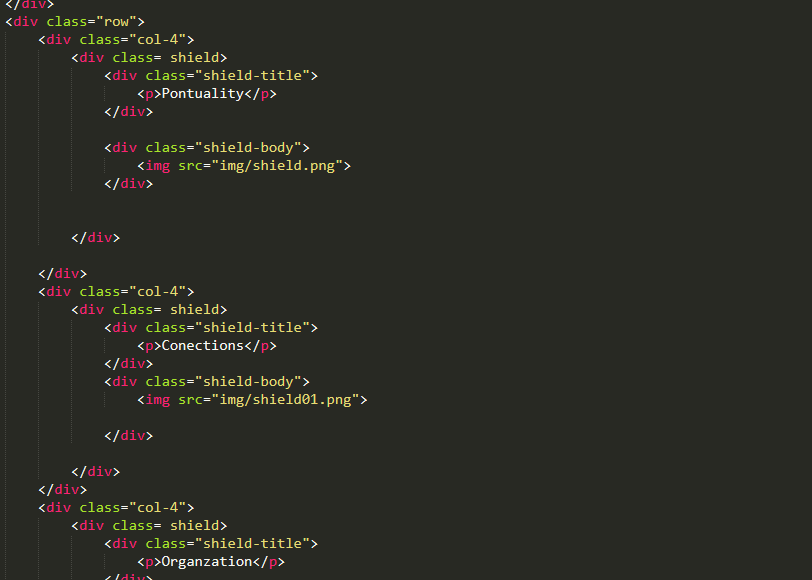 </div>
<div class="row">
<div class="col-4">
<div class= shield>
<div class="shield-title">
<p>Pontuality</p>
</div>
<div class="shield-body">
<img src="img/shield.png">
</div>
</div>
</div>
<div class="col-4">
<div class= shield>
<div class="shield-title">
<p>Conections</p>
</div>
<div class="shield-body">
<img src="img/shield01.png">
</div>
</div>
</div>
<div class="col-4">
<div class= shield>
<div class="shield-title">
<p>Organzation</p>
</div>